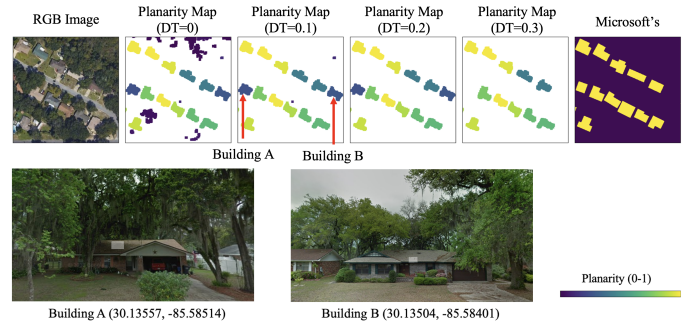 RGB Image
Planarity Map
(DT=0)
Planarity Map
(DT=0.1)
Planarity Map
(DT=0.2)
Planarity Map
(DT=0.3)
Microsoft's
Building A
Building B
Planarity (0-1)
Building A (30.13557, -85.58514)
Building B (30.13504, -85.58401)